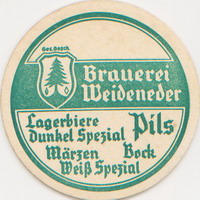 Ges. Gesch.
Brauerei
Weideneder
Lagerbiere Pils
Dunkel Spezial
Märzen Bock
Weiß Spezial